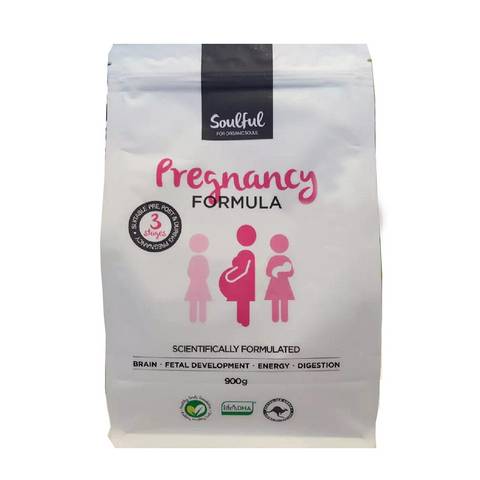 Soulful
FOR ORGANIC SOULS
Pregnancy
FORMULA
SUITABLE PRE, POST & DURING PREGNANCY
3
stages
SCIENTIFICALLY FORMULATED
BRAIN · FETAL DEVELOPMENT · ENERGY · DIGESTION
900g
life'sDHA